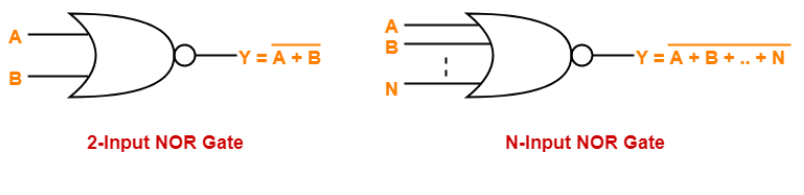 A
B
Y = A + B
2-Input NOR Gate
A
B
N
Y = A + B + .. + N
N-Input NOR Gate